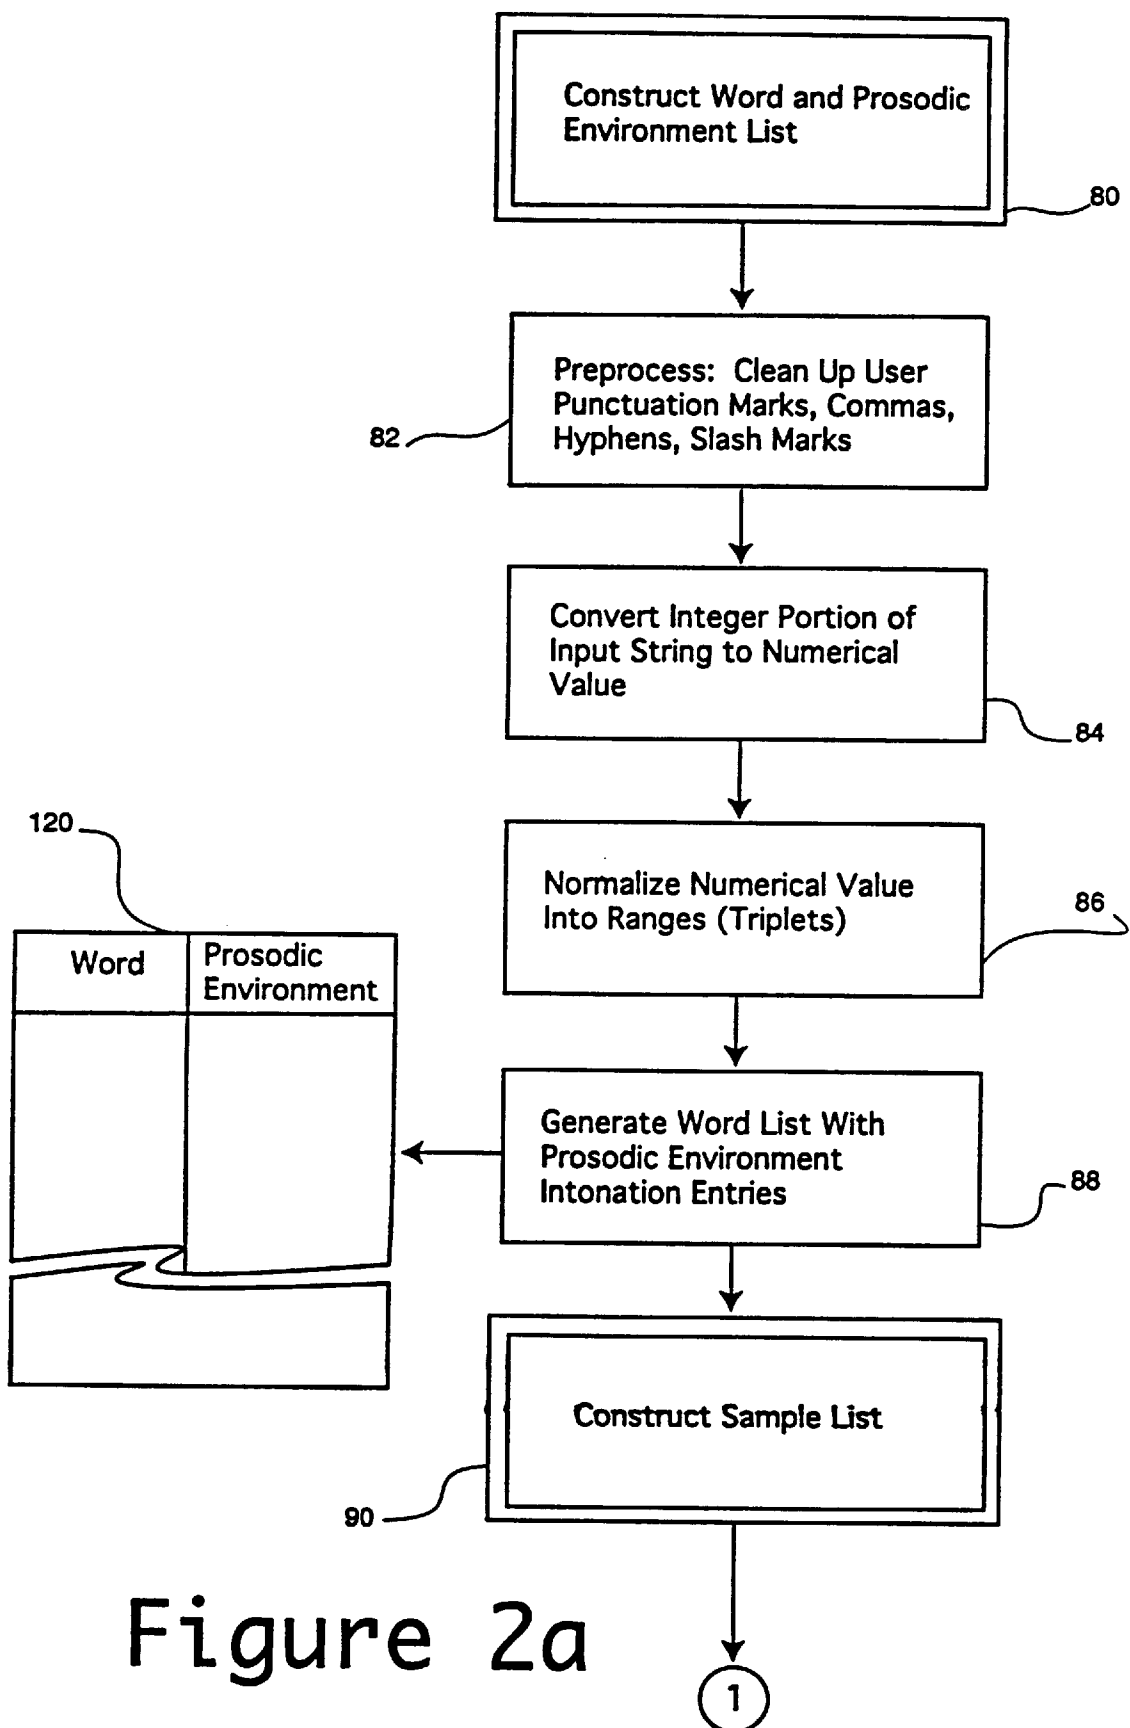 Construct Word and Prosodic
Environment List
80
Preprocess: Clean Up User
Punctuation Marks, Commas,
Hyphens, Slash Marks
82
Convert Integer Portion of
Input String to Numerical
Value
84
120
Normalize Numerical Value
Into Ranges (Triplets)
86
Word
Prosodic
Environment
Generate Word List With
Prosodic Environment
Intonation Entries
88
Construct Sample List
90
Figure 2a
1